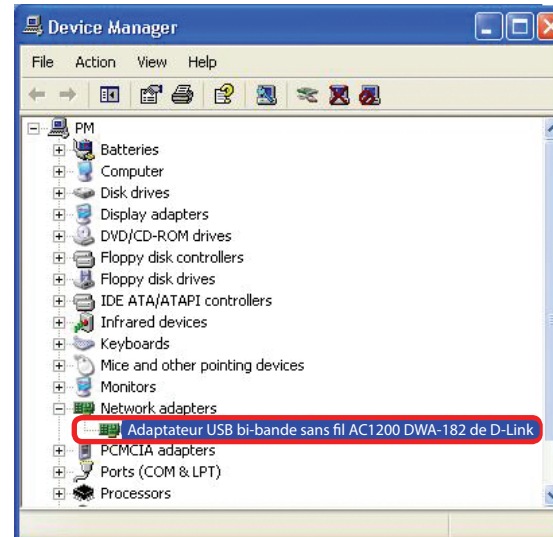 Device Manager
File Action View Help
PM
Batteries
Computer
Disk drives
Display adapters
DVD/CD-ROM drives
Floppy disk controllers
Floppy disk drives
IDE ATA/ATAPI controllers
Infrared devices
Keyboards
Mice and other pointing devices
Monitors
Network adapters
Adaptateur USB bi-bande sans fil AC1200 DWA-182 de D-Link
PCMCIA adapters
Ports (COM & LPT)
Processors